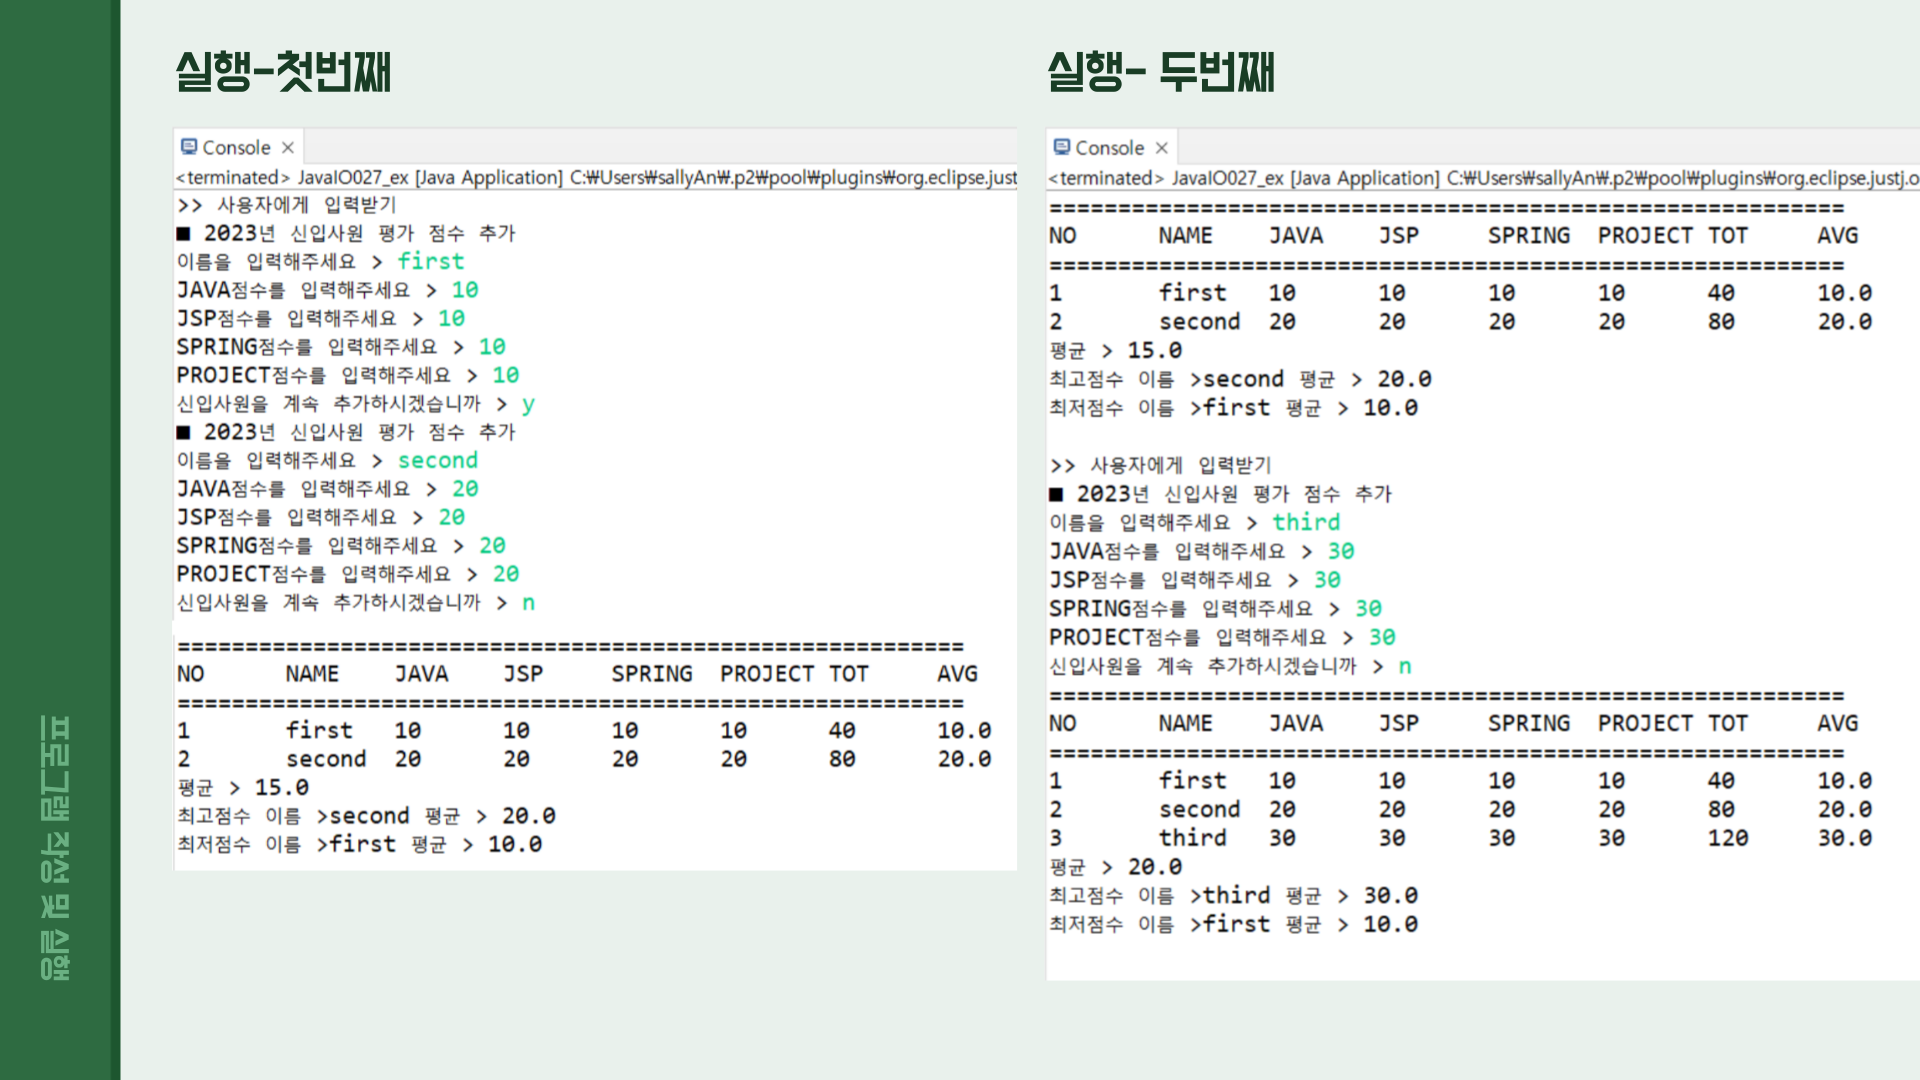 프로그램 작성 및 실행
실행-첫번째
Console ×
<terminated> JavaIO027_ex [Java Application] C:₩Users₩sallyAn₩.p2₩pool₩plugins₩org.eclipse.just
>> 사용자에게 입력받기
■ 2023년 신입사원 평가 점수 추가
이름을 입력해주세요 > first
JAVA점수를 입력해주세요 > 10
JSP점수를 입력해주세요 > 10
SPRING점수를 입력해주세요 > 10
PROJECT점수를 입력해주세요 > 10
신입사원을 계속 추가하시겠습니까 > y
■ 2023년 신입사원 평가 점수 추가
이름을 입력해주세요 > second
JAVA점수를 입력해주세요 > 20
JSP점수를 입력해주세요 > 20
SPRING점수를 입력해주세요 > 20
PROJECT점수를 입력해주세요 > 20
신입사원을 계속 추가하시겠습니까 > n
==========================================================
NO NAME JAVA JSP SPRING PROJECT TOT AVG
==========================================================
1 first 10 10 10 10 40 10.0
2 second 20 20 20 20 80 20.0
평균 > 15.0
최고점수 이름 >second 평균 > 20.0
최저점수 이름 >first 평균 > 10.0
실행- 두번째
Console ×
<terminated> JavaIO027_ex [Java Application] C:₩Users₩sallyAn₩.p2₩pool₩plugins₩org.eclipse.justj.o
==========================================================
NO NAME JAVA JSP SPRING PROJECT TOT AVG
==========================================================
1 first 10 10 10 10 40 10.0
2 second 20 20 20 20 80 20.0
평균 > 15.0
최고점수 이름 >second 평균 > 20.0
최저점수 이름 >first 평균 > 10.0
>> 사용자에게 입력받기
■ 2023년 신입사원 평가 점수 추가
이름을 입력해주세요 > third
JAVA점수를 입력해주세요 > 30
JSP점수를 입력해주세요 > 30
SPRING점수를 입력해주세요 > 30
PROJECT점수를 입력해주세요 > 30
신입사원을 계속 추가하시겠습니까 > n
==========================================================
NO NAME JAVA JSP SPRING PROJECT TOT AVG
==========================================================
1 first 10 10 10 10 40 10.0
2 second 20 20 20 20 80 20.0
3 third 30 30 30 30 120 30.0
평균 > 20.0
최고점수 이름 >third 평균 > 30.0
최저점수 이름 >first 평균 > 10.0